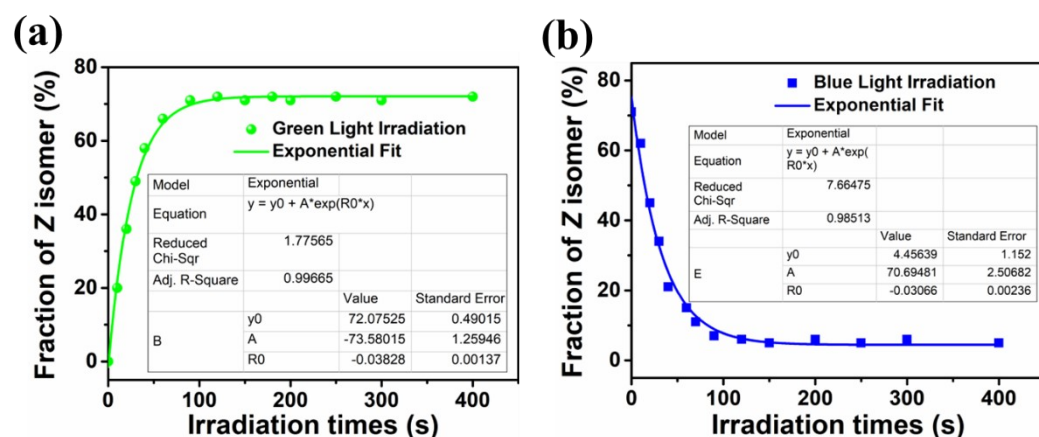 (a)
Fraction of Z isomer (%)
80
60
40
20
0
Green Light Irradiation
Exponential Fit
Model Exponential
Equation y = y0 + A*exp(R0*x)
Reduced Chi-Sqr 1.77565
Adj. R-Square 0.99665
Value Standard Error
B y0 72.07525 0.49015
A -73.58015 1.25946
R0 -0.03828 0.00137
0 100 200 300 400
Irradiation times (s)
(b)
Fraction of Z isomer (%)
80
60
40
20
0
Blue Light Irradiation
Exponential Fit
Model Exponential
Equation y = y0 + A*exp(
R0*x)
Reduced Chi-Sqr 7.66475
Adj. R-Square 0.98513
Value Standard Error
y0 4.45639 1.152
E A 70.69481 2.50682
R0 -0.03066 0.00236
0 100 200 300 400
Irradiation times (s)